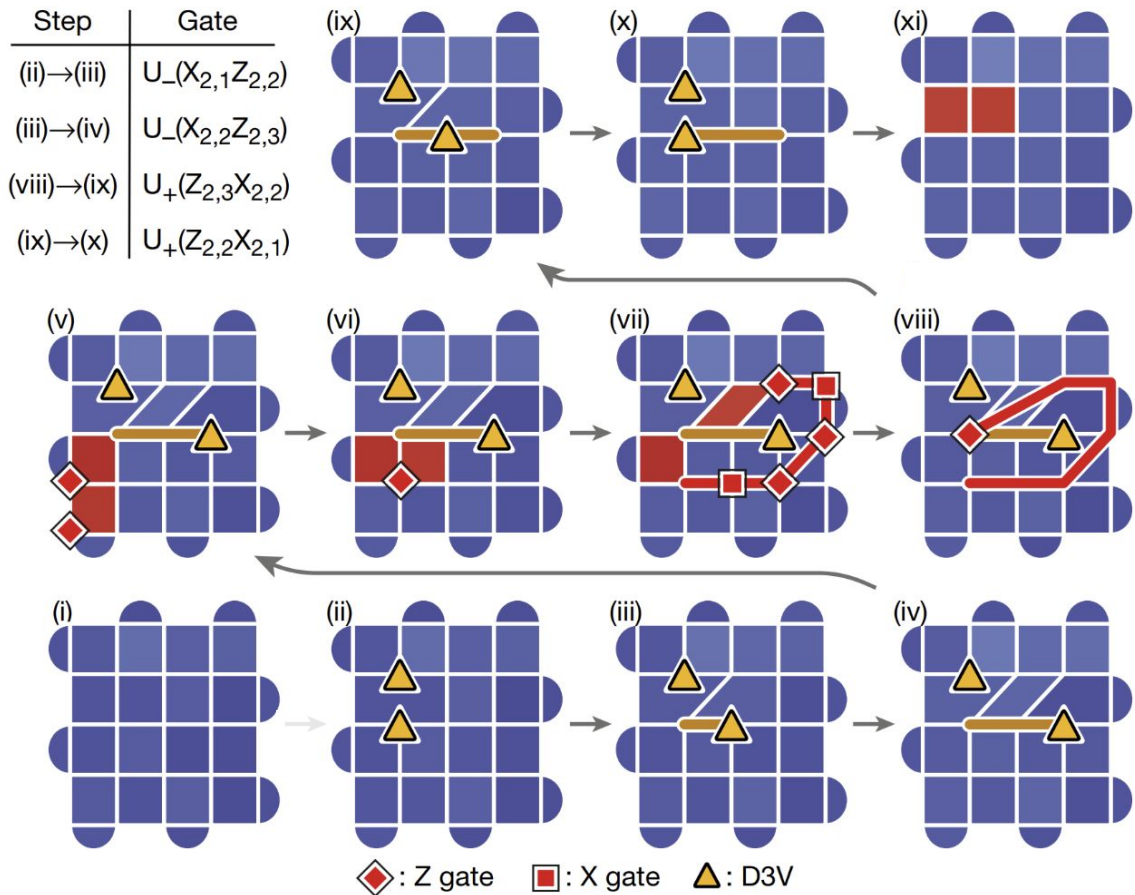 Step Gate
(ii)→(iii) U₋(X₂,₁Z₂,₂)
(iii)→(iv) U₋(X₂,₂Z₂,₃)
(viii)→(ix) U₊(Z₂,₃X₂,₂)
(ix)→(x) U₊(Z₂,₂X₂,₁)
(ix) (x) (xi)
(v) (vi) (vii) (viii)
(i) (ii) (iii) (iv)
: Z gate : X gate : D3V